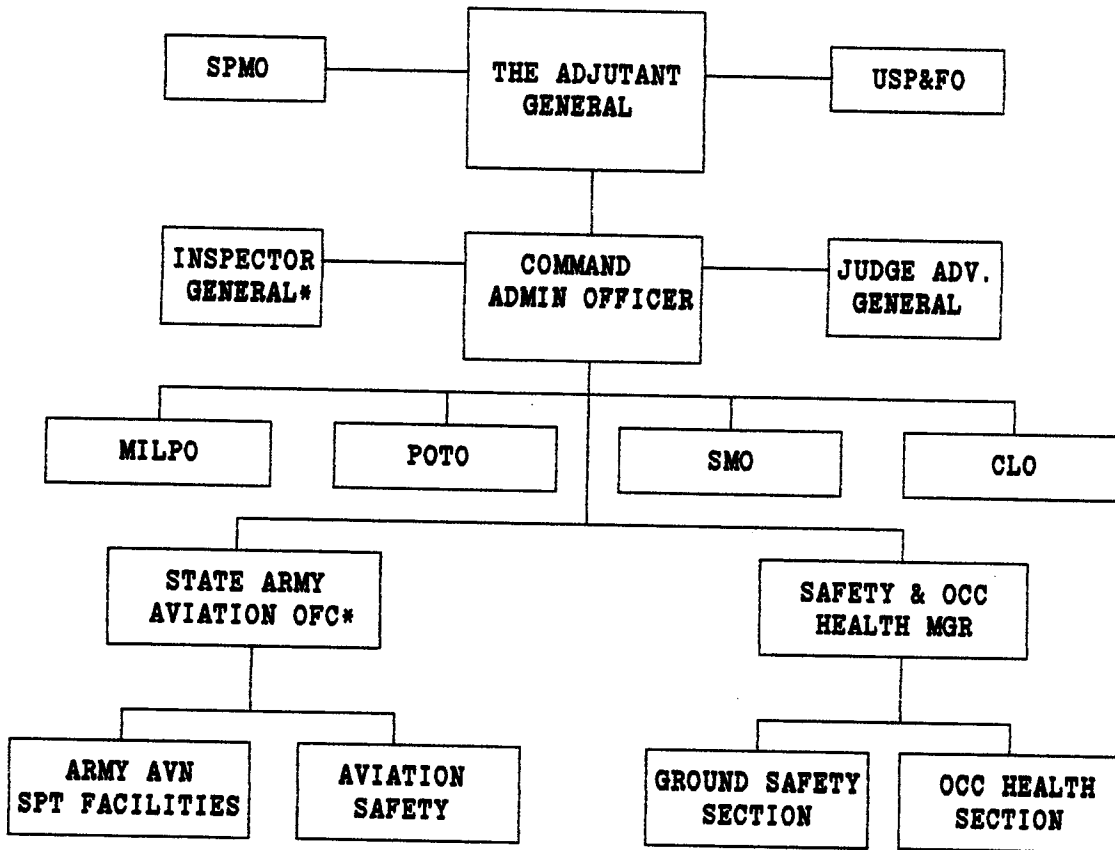 SPMO
THE ADJUTANT
GENERAL
USP&FO
INSPECTOR
GENERAL*
COMMAND
ADMIN OFFICER
JUDGE ADV.
GENERAL
MILPO
POTO
SMO
CLO
STATE ARMY
AVIATION OFC*
SAFETY & OCC
HEALTH MGR
ARMY AVN
SPT FACILITIES
AVIATION
SAFETY
GROUND SAFETY
SECTION
OCC HEALTH
SECTION